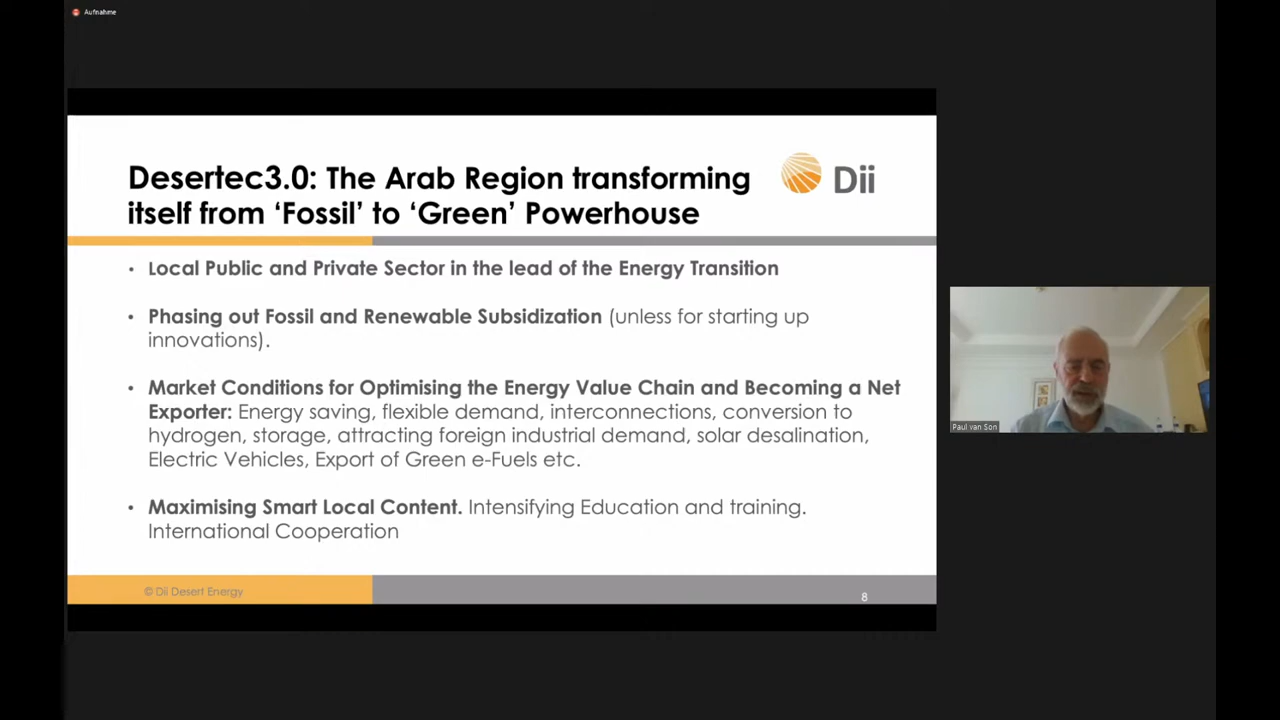 Aufnahme
Desertec3.0: The Arab Region transforming
itself from ‘Fossil’ to ‘Green’ Powerhouse
Dii
• Local Public and Private Sector in the lead of the Energy Transition
• Phasing out Fossil and Renewable Subsidization (unless for starting up
innovations).
• Market Conditions for Optimising the Energy Value Chain and Becoming a Net
Exporter: Energy saving, flexible demand, interconnections, conversion to
hydrogen, storage, attracting foreign industrial demand, solar desalination,
Electric Vehicles, Export of Green e-Fuels etc.
• Maximising Smart Local Content. Intensifying Education and training.
International Cooperation
© Dii Desert Energy
8
Paul van Son